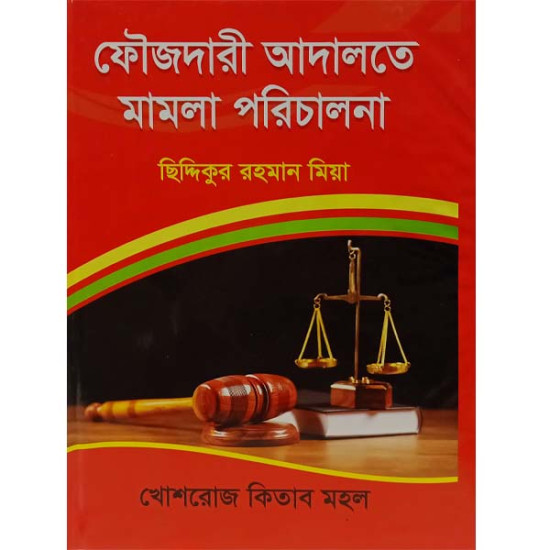 ফৌজদারী আদালতে
মামলা পরিচালনা
ছিদ্দিকুর রহমান মিয়া
খোশরোজ কিতাব মহল